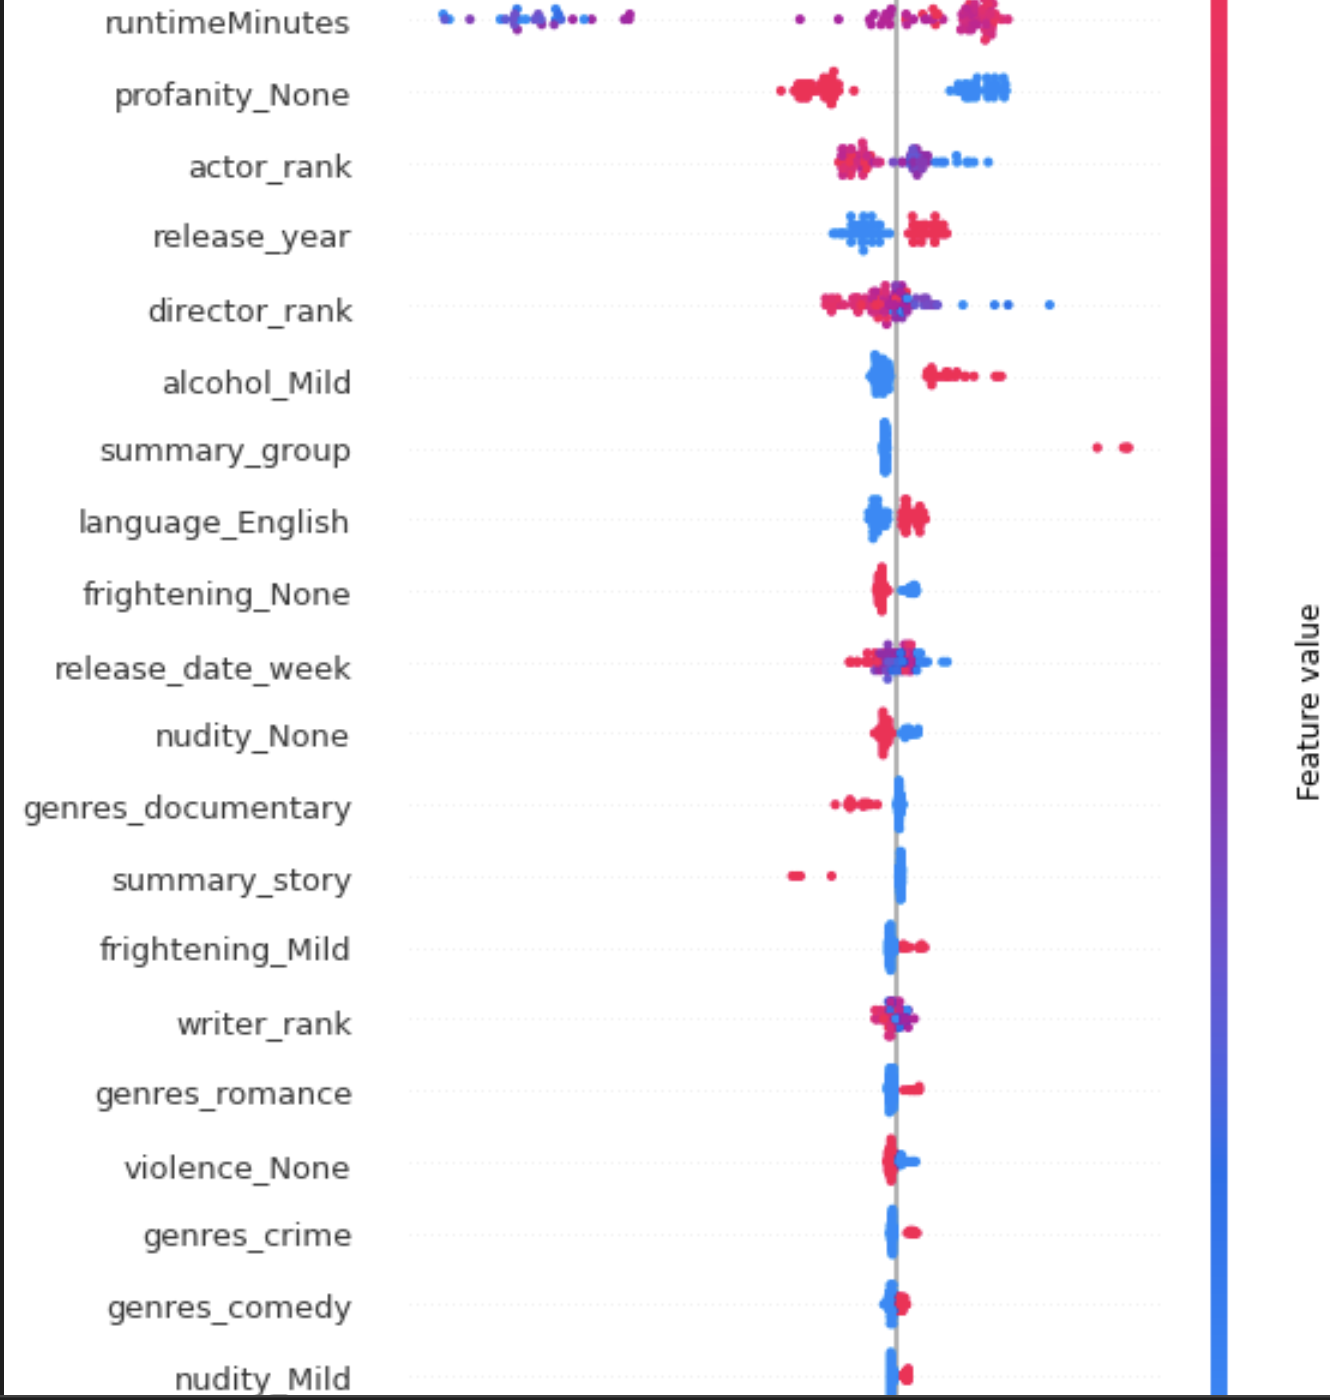 runtimeMinutes
profanity_None
actor_rank
release_year
director_rank
alcohol_Mild
summary_group
language_English
frightening_None
release_date_week
nudity_None
genres_documentary
summary_story
frightening_Mild
writer_rank
genres_romance
violence_None
genres_crime
genres_comedy
nudity_Mild
Feature value